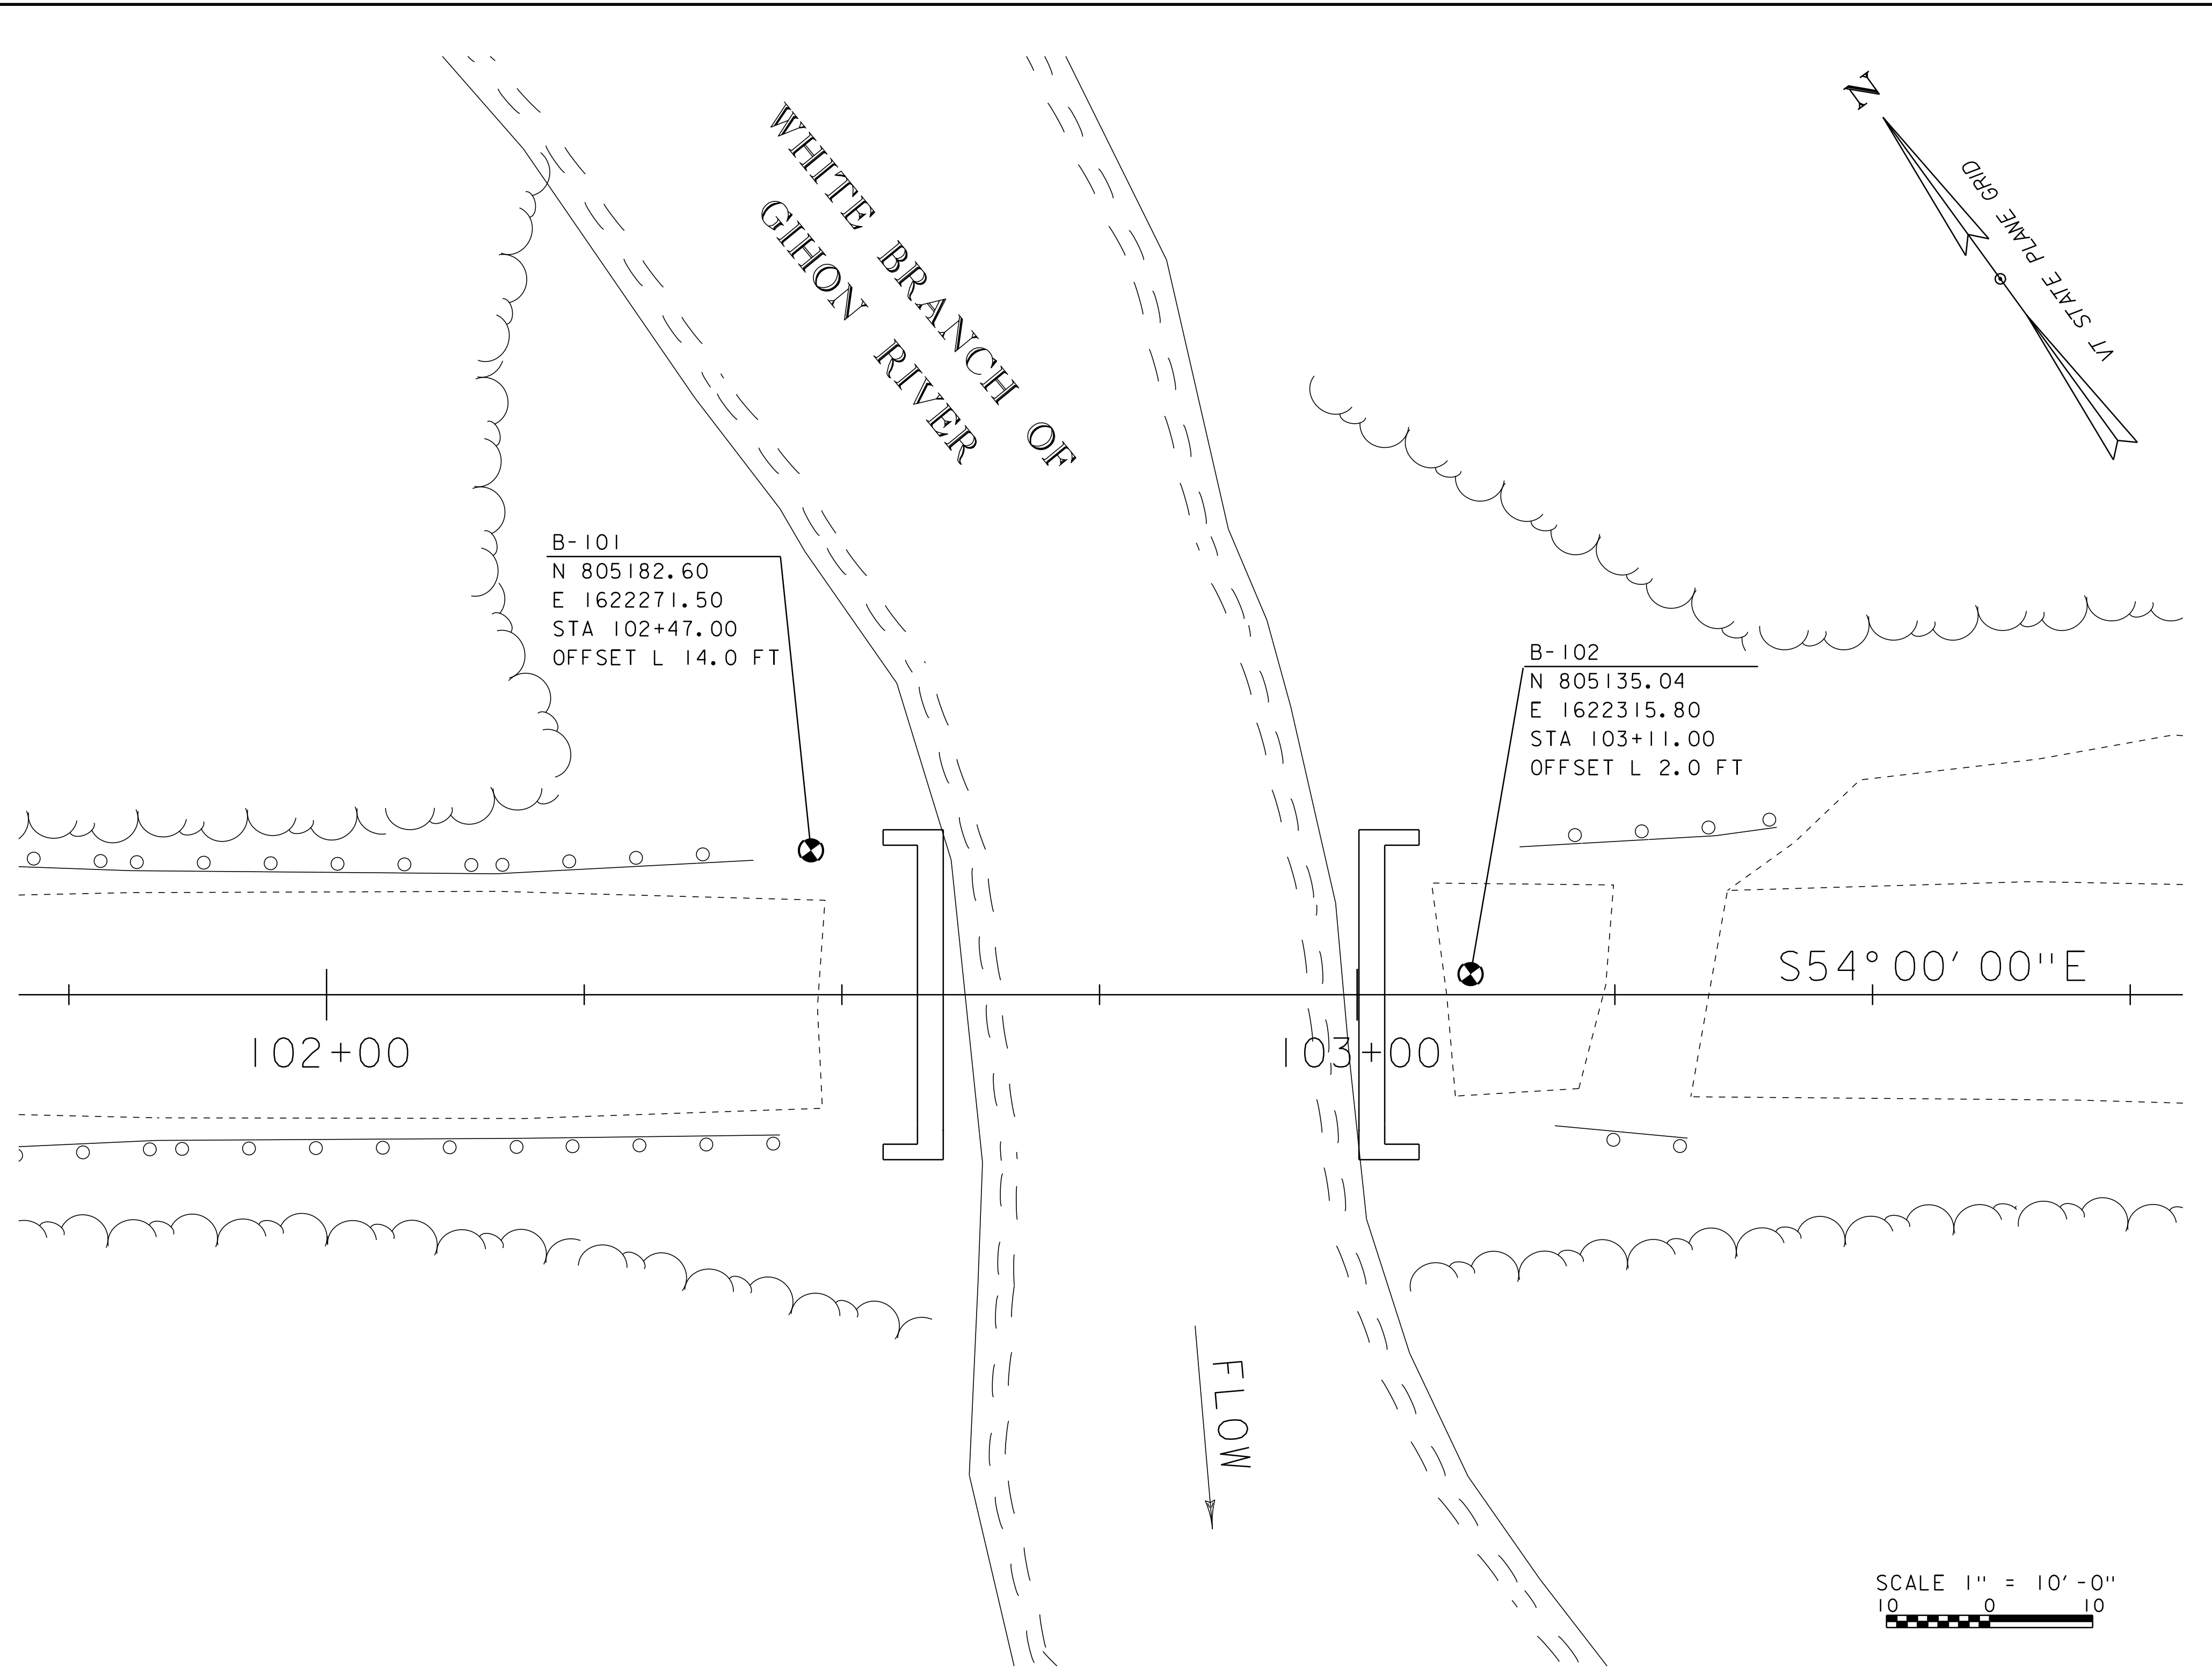 WHITE BRANCH OF
GIHON RIVER
N
VT STATE PLANE GRID
B-101
N 805182.60
E 1622271.50
STA 102+47.00
OFFSET L 14.0 FT
B-102
N 805135.04
E 1622315.80
STA 103+11.00
OFFSET L 2.0 FT
S54°00'00"E
102+00
103+00
FLOW
SCALE 1" = 10'-0"
10 0 10